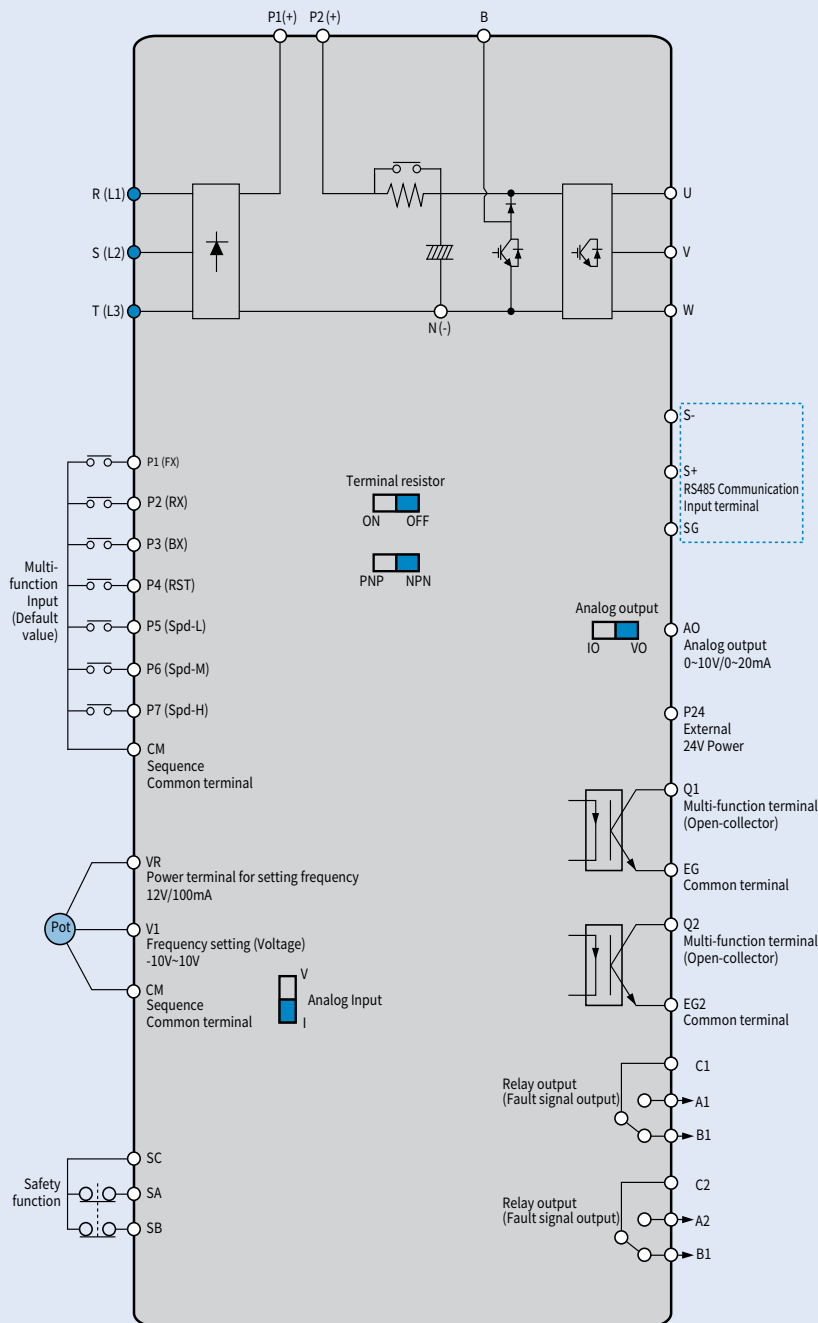 P1(+)
P2 (+)
B
R (L1)
S (L2)
T (L3)
U
V
W
N (-)
S-
S+
RS485 Communication
Input terminal
SG
P1 (FX)
P2 (RX)
P3 (BX)
P4 (RST)
P5 (Spd-L)
P6 (Spd-M)
P7 (Spd-H)
CM
Sequence
Common terminal
Multi-
function
Input
(Default
value)
Terminal resistor
ON
OFF
PNP
NPN
Analog output
IO
VO
AO
Analog output
0~10V/0~20mA
P24
External
24V Power
Q1
Multi-function terminal
(Open-collector)
EG
Common terminal
Q2
Multi-function terminal
(Open-collector)
EG2
Common terminal
Pot
VR
Power terminal for setting frequency
12V/100mA
V1
Frequency setting (Voltage)
-10V~10V
CM
Sequence
Common terminal
V
Analog Input
I
Relay output
(Fault signal output)
C1
A1
B1
Relay output
(Fault signal output)
C2
A2
B1
Safety
function
SC
SA
SB